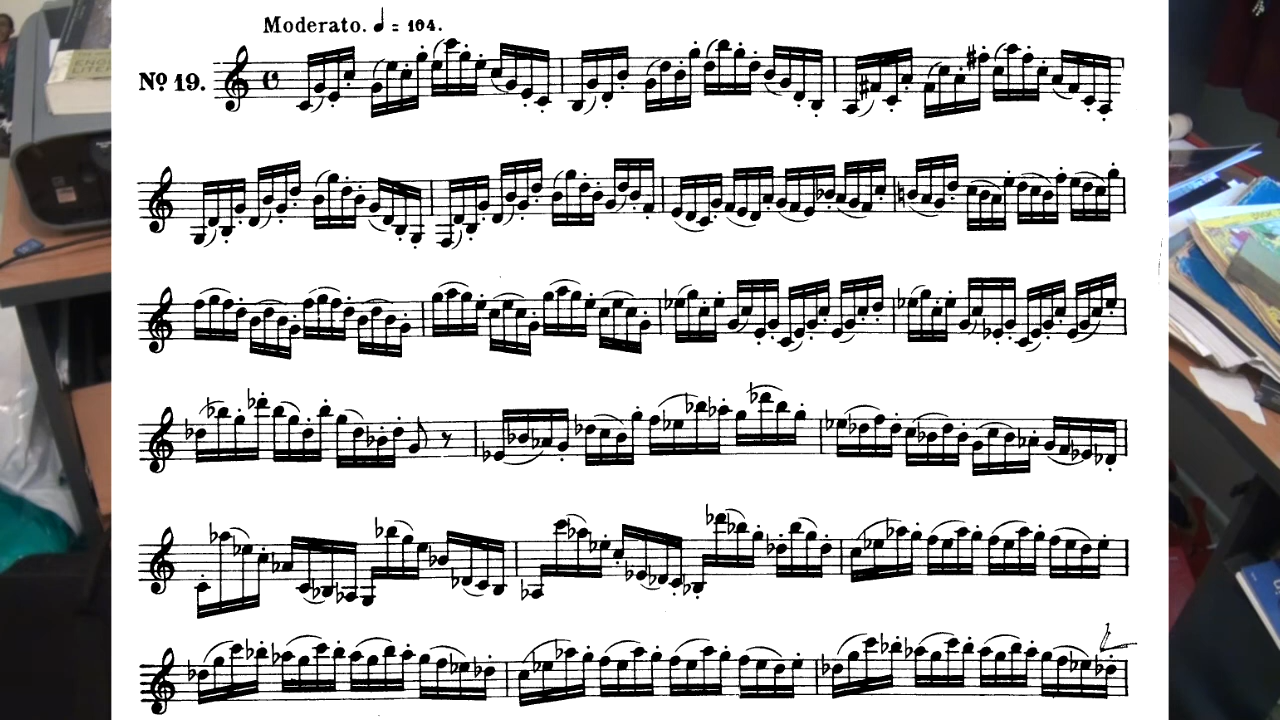 Moderato. ♩ = 104.
Nº 19.